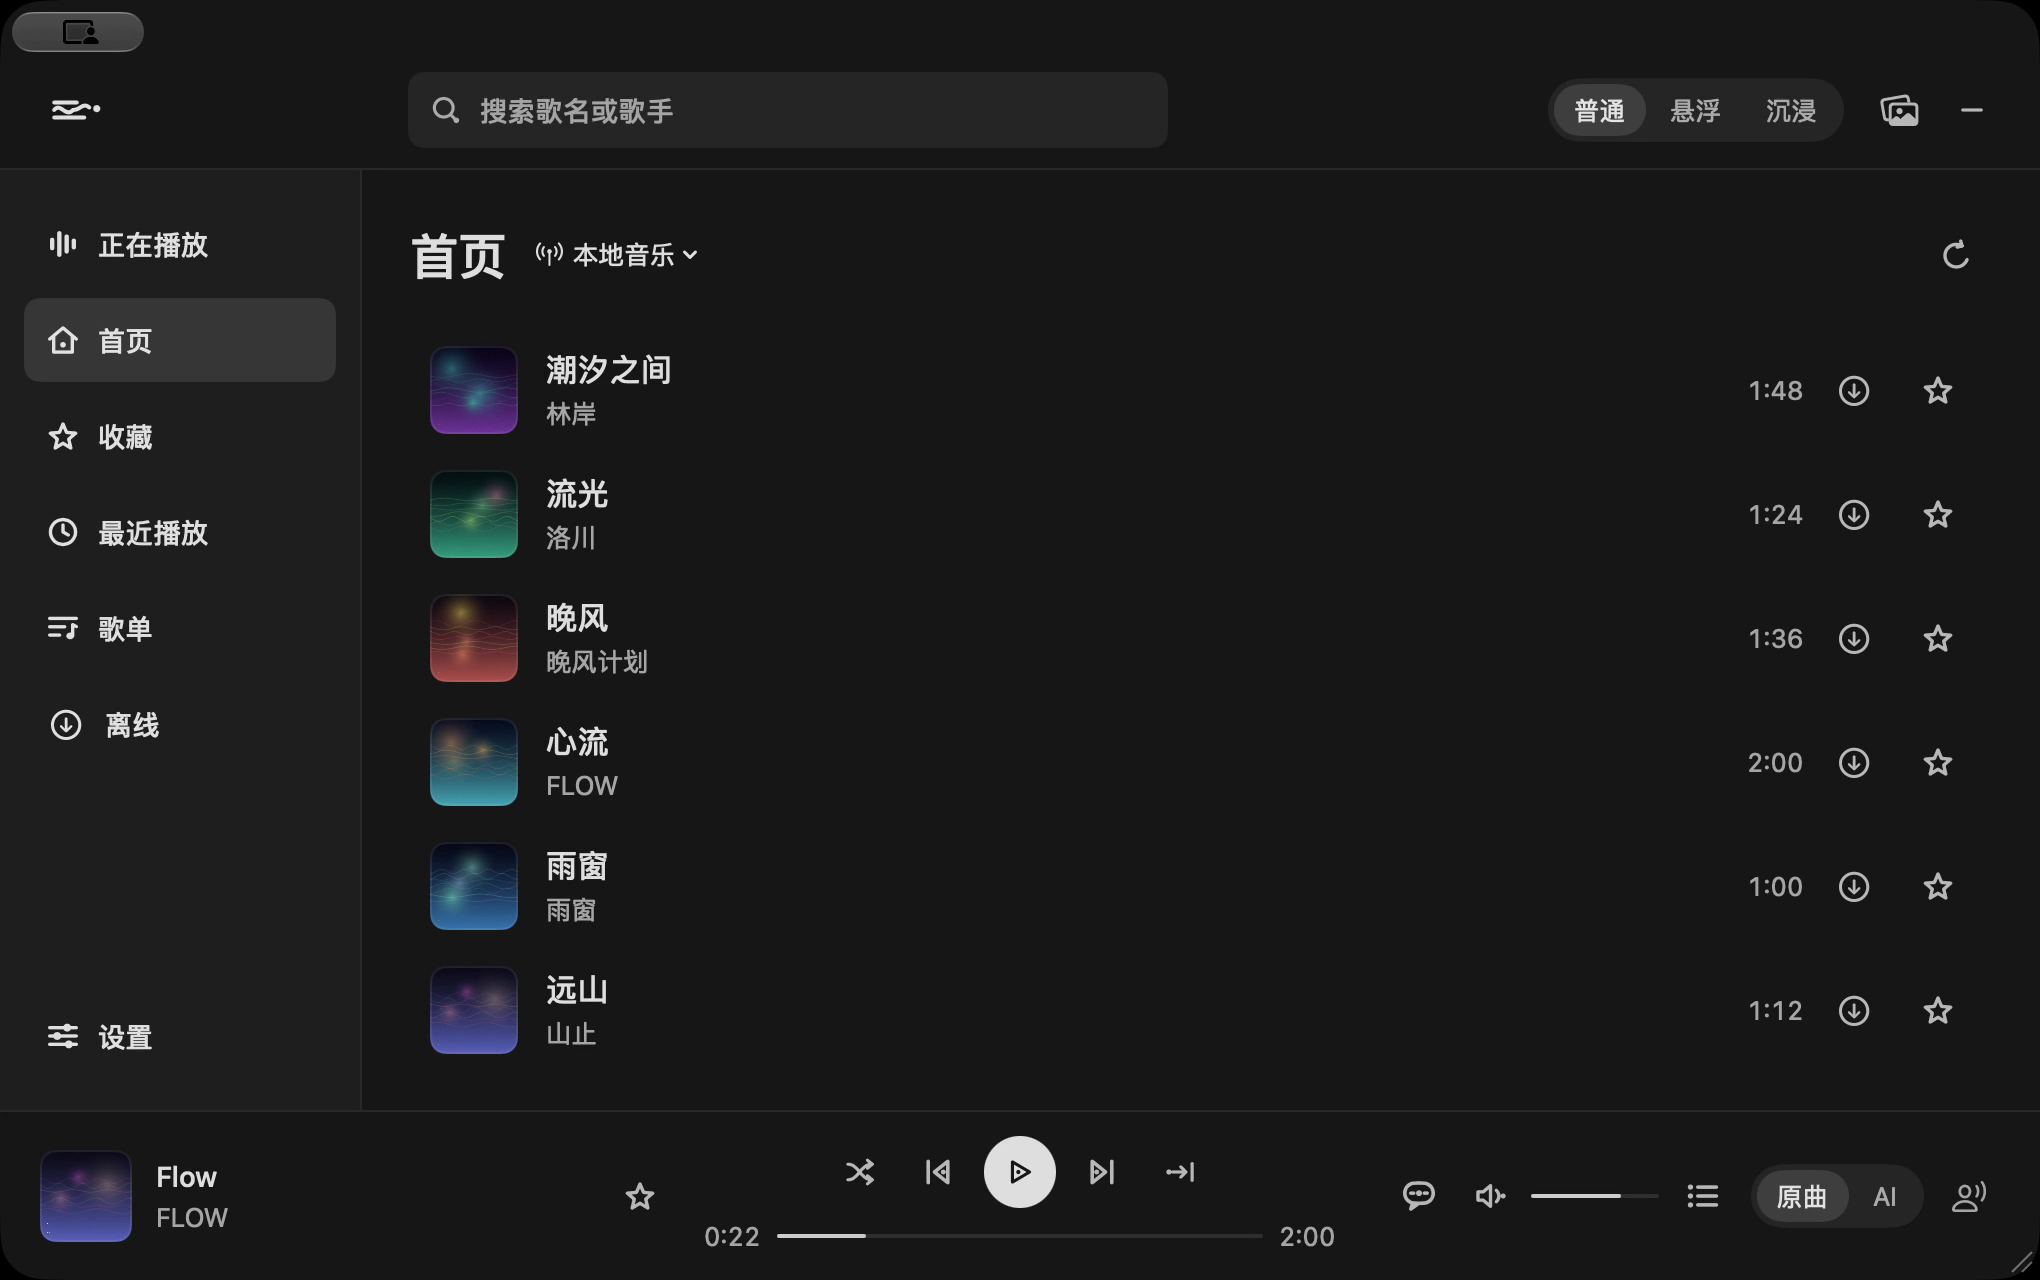 搜索歌名或歌手
普通 悬浮 沉浸
正在播放
首页
收藏
最近播放
歌单
离线
设置
首页 本地音乐
潮汐之间
林岸
1:48
流光
洛川
1:24
晚风
晚风计划
1:36
心流
FLOW
2:00
雨窗
雨窗
1:00
远山
山止
1:12
Flow
FLOW
0:22
2:00
原曲 AI